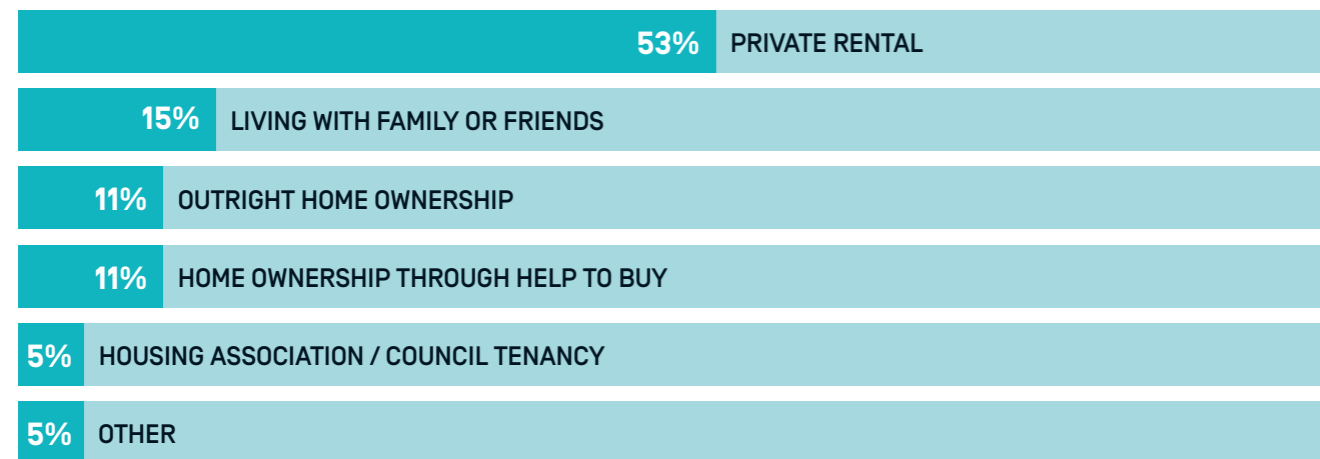 53% PRIVATE RENTAL
15% LIVING WITH FAMILY OR FRIENDS
11% OUTRIGHT HOME OWNERSHIP
11% HOME OWNERSHIP THROUGH HELP TO BUY
5% HOUSING ASSOCIATION / COUNCIL TENANCY
5% OTHER